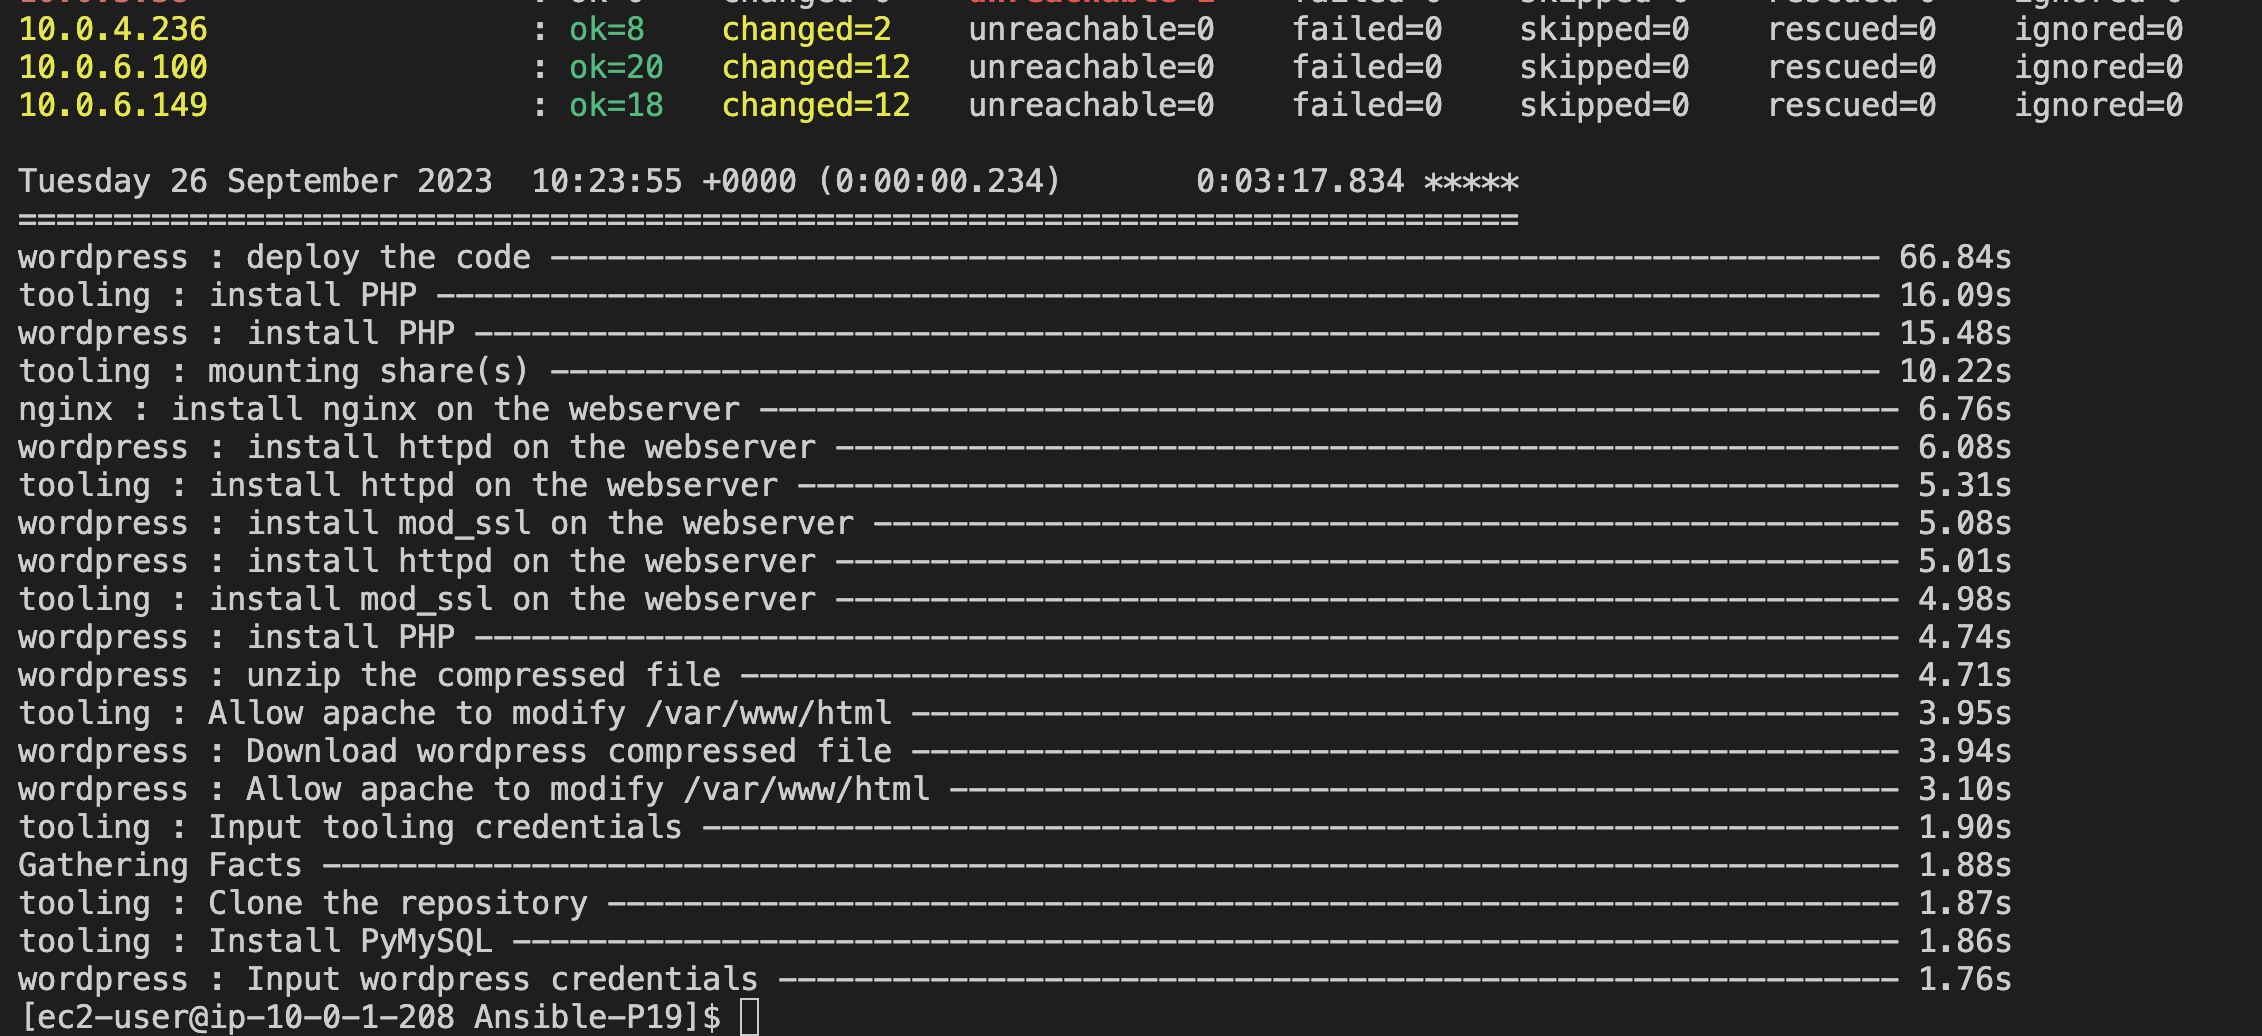 10.0.4.236 : ok=8 changed=2 unreachable=0 failed=0 skipped=0 rescued=0 ignored=0
10.0.6.100 : ok=20 changed=12 unreachable=0 failed=0 skipped=0 rescued=0 ignored=0
10.0.6.149 : ok=18 changed=12 unreachable=0 failed=0 skipped=0 rescued=0 ignored=0
Tuesday 26 September 2023  10:23:55 +0000 (0:00:00.234)       0:03:17.834 *****
===============================================================================
wordpress : deploy the code ---------------------------------------------------------------------- 66.84s
tooling : install PHP ---------------------------------------------------------------------------- 16.09s
wordpress : install PHP -------------------------------------------------------------------------- 15.48s
tooling : mounting share(s) ---------------------------------------------------------------------- 10.22s
nginx : install nginx on the webserver ------------------------------------------------------------ 6.76s
wordpress : install httpd on the webserver -------------------------------------------------------- 6.08s
tooling : install httpd on the webserver ---------------------------------------------------------- 5.31s
wordpress : install mod_ssl on the webserver ------------------------------------------------------ 5.08s
wordpress : install httpd on the webserver -------------------------------------------------------- 5.01s
tooling : install mod_ssl on the webserver -------------------------------------------------------- 4.98s
wordpress : install PHP --------------------------------------------------------------------------- 4.74s
wordpress : unzip the compressed file ------------------------------------------------------------- 4.71s
tooling : Allow apache to modify /var/www/html ---------------------------------------------------- 3.95s
wordpress : Download wordpress compressed file ---------------------------------------------------- 3.94s
wordpress : Allow apache to modify /var/www/html -------------------------------------------------- 3.10s
tooling : Input tooling credentials --------------------------------------------------------------- 1.90s
Gathering Facts ----------------------------------------------------------------------------------- 1.88s
tooling : Clone the repository -------------------------------------------------------------------- 1.87s
tooling : Install PyMySQL ------------------------------------------------------------------------- 1.86s
wordpress : Input wordpress credentials ----------------------------------------------------------- 1.76s
[ec2-user@ip-10-0-1-208 Ansible-P19]$